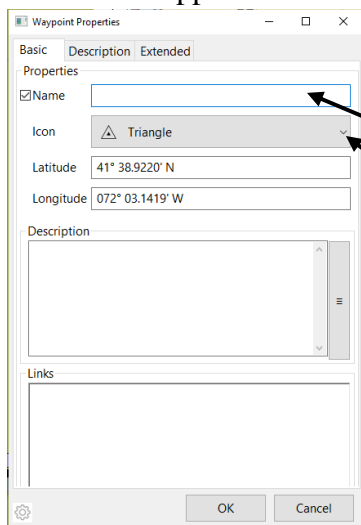 Waypoint Properties
Basic Description Extended
Properties
Name
Icon Triangle
Latitude 41° 38.9220' N
Longitude 072° 03.1419' W
Description
Links
OK Cancel